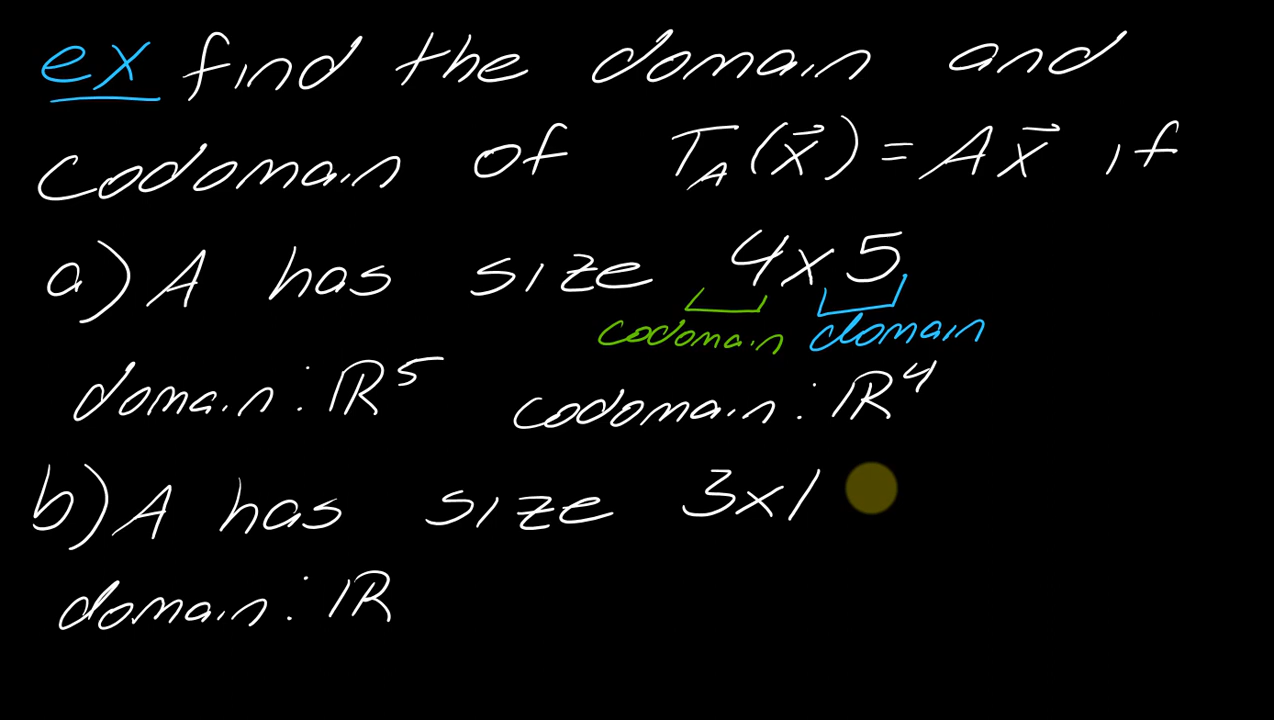 ex find the domain and
codomain of T_A(x⃗) = Ax⃗ if
a) A has size 4x5
codomain domain
domain: ℝ⁵ codomain: ℝ⁴
b) A has size 3x1
domain: ℝ